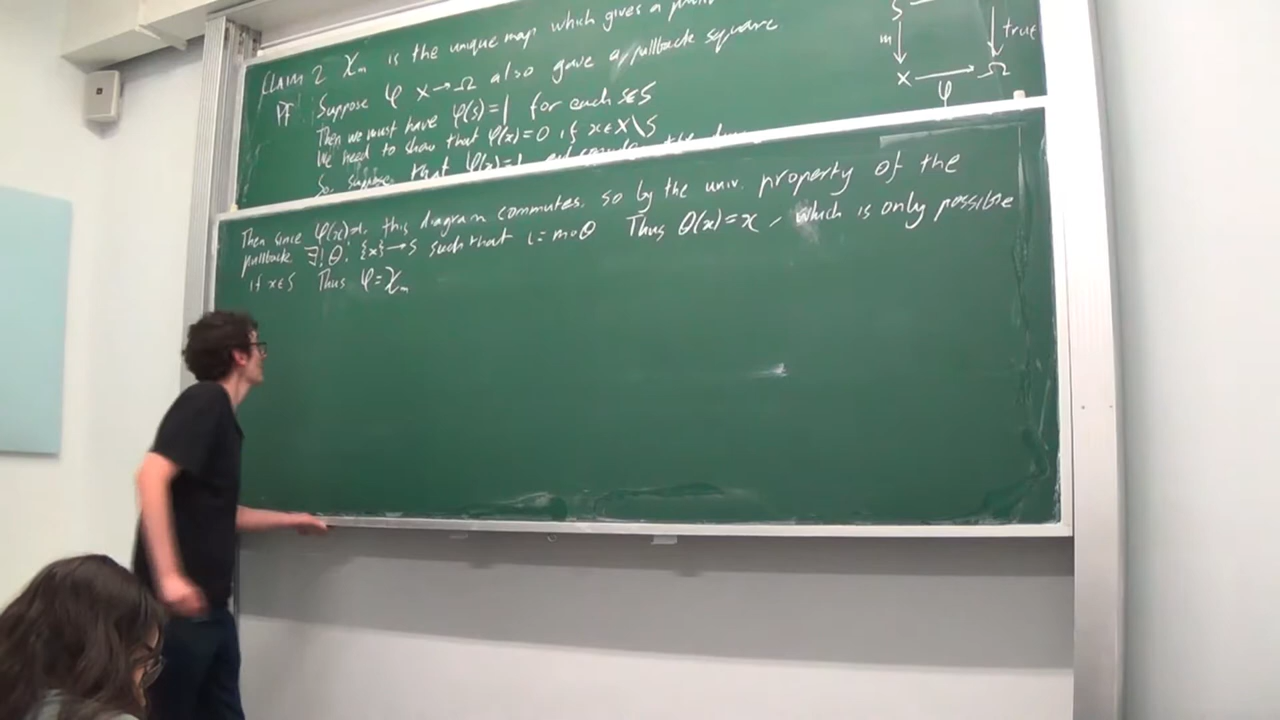 Claim 2 χₘ is the unique map which gives a
PF Suppose φ X→Ω also gave a pullback square
Then we must have φ(s)=1 for each s∈S
We need to show that φ(x)=0 if x∈X\S
So suppose that φ(x)=1
S
m
true
X → Ω
φ
Then since φ(x)=1, this diagram commutes, so by the univ. property of the
pullback ∃! θ: {x}→S such that i=m∘θ Thus θ(x)=x, which is only possible
if x∈S Thus φ=χₘ